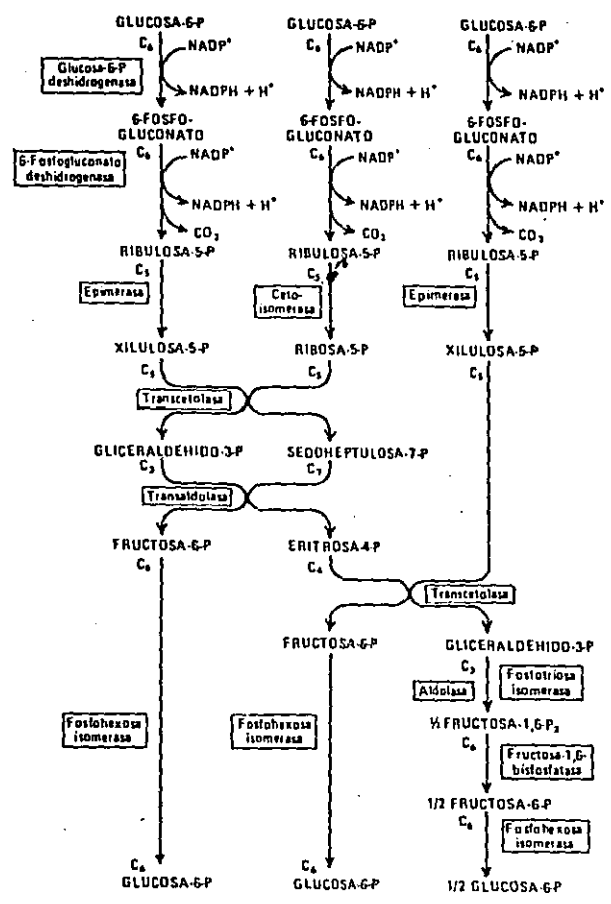 GLUCOSA-6-P GLUCOSA-6-P GLUCOSA-6-P
C₆ NADP⁺ C₆ NADP⁺ C₆ NADP⁺
Glucosa-6-P
deshidrogenasa
NADPH + H⁺ NADPH + H⁺ NADPH + H⁺
6-FOSFO- 6-FOSFO- 6-FOSFO-
GLUCONATO GLUCONATO GLUCONATO
C₆ NADP⁺ C₆ NADP⁺ C₆ NADP⁺
6-Fosfogluconato
deshidrogenasa
NADPH + H⁺ NADPH + H⁺ NADPH + H⁺
CO₂ CO₂ CO₂
RIBULOSA-5-P RIBULOSA-5-P RIBULOSA-5-P
C₅ C₅ C₅
Epimerasa Ceto- Epimerasa
isomerasa
XILULOSA-5-P RIBOSA-5-P XILULOSA-5-P
C₅ C₅ C₅
Transcetolasa
GLICERALDEHIDO-3-P SEDOHEPTULOSA-7-P
C₃ C₇
Transaldolasa
FRUCTOSA-6-P ERITROSA-4-P
C₆ C₄
Transcetolasa
FRUCTOSA-6-P GLICERALDEHIDO-3-P
C₃
Aldolasa Fosfotriosa
isomerasa
Fosfohexosa Fosfohexosa
isomerasa isomerasa
½ FRUCTOSA-1,6-P₂
C₆ Fructosa-1,6-
bisfosfatasa
1/2 FRUCTOSA-6-P
C₆ Fosfohexosa
isomerasa
C₆ C₆
GLUCOSA-6-P GLUCOSA-6-P 1/2 GLUCOSA-6-P